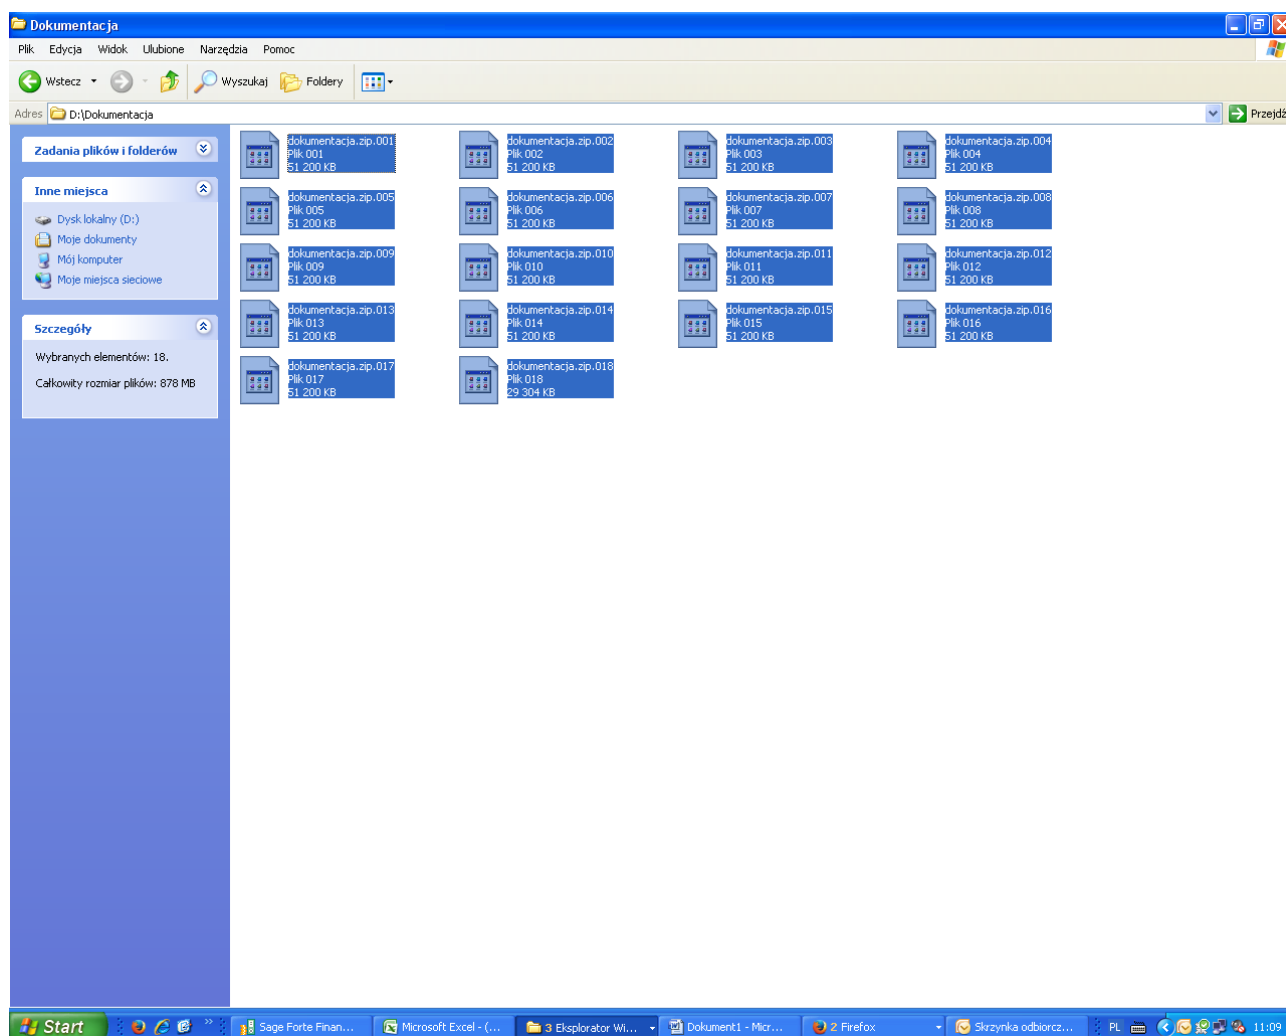 Dokumentacja
Plik Edycja Widok Ulubione Narzędzia Pomoc
Wstecz Wyszukaj Foldery
Adres D:\Dokumentacja Przejdź
Zadania plików i folderów
Inne miejsca
Dysk lokalny (D:)
Moje dokumenty
Mój komputer
Moje miejsca sieciowe
Szczegóły
Wybranych elementów: 18.
Całkowity rozmiar plików: 878 MB
dokumentacja.zip.001
Plik 001
51 200 KB
dokumentacja.zip.002
Plik 002
51 200 KB
dokumentacja.zip.003
Plik 003
51 200 KB
dokumentacja.zip.004
Plik 004
51 200 KB
dokumentacja.zip.005
Plik 005
51 200 KB
dokumentacja.zip.006
Plik 006
51 200 KB
dokumentacja.zip.007
Plik 007
51 200 KB
dokumentacja.zip.008
Plik 008
51 200 KB
dokumentacja.zip.009
Plik 009
51 200 KB
dokumentacja.zip.010
Plik 010
51 200 KB
dokumentacja.zip.011
Plik 011
51 200 KB
dokumentacja.zip.012
Plik 012
51 200 KB
dokumentacja.zip.013
Plik 013
51 200 KB
dokumentacja.zip.014
Plik 014
51 200 KB
dokumentacja.zip.015
Plik 015
51 200 KB
dokumentacja.zip.016
Plik 016
51 200 KB
dokumentacja.zip.017
Plik 017
51 200 KB
dokumentacja.zip.018
Plik 018
29 304 KB
Start Sage Forte Finan... Microsoft Excel - (... 3 Eksplorator Wi... Dokument1 - Micr... 2 Firefox Skrzynka odbiorcz... PL 11:09